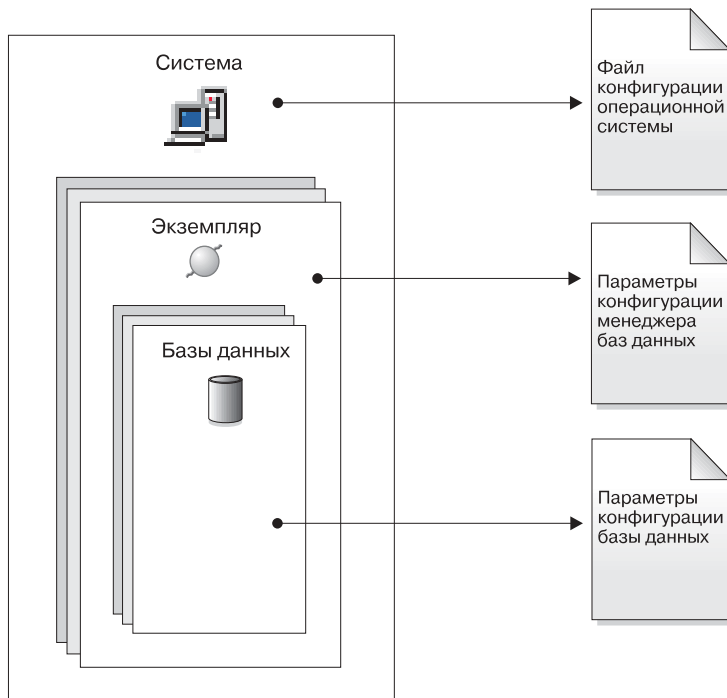 Система
Файл
конфигурации
операционной
системы
Экземпляр
Параметры
конфигурации
менеджера
баз данных
Базы данных
Параметры
конфигурации
базы данных